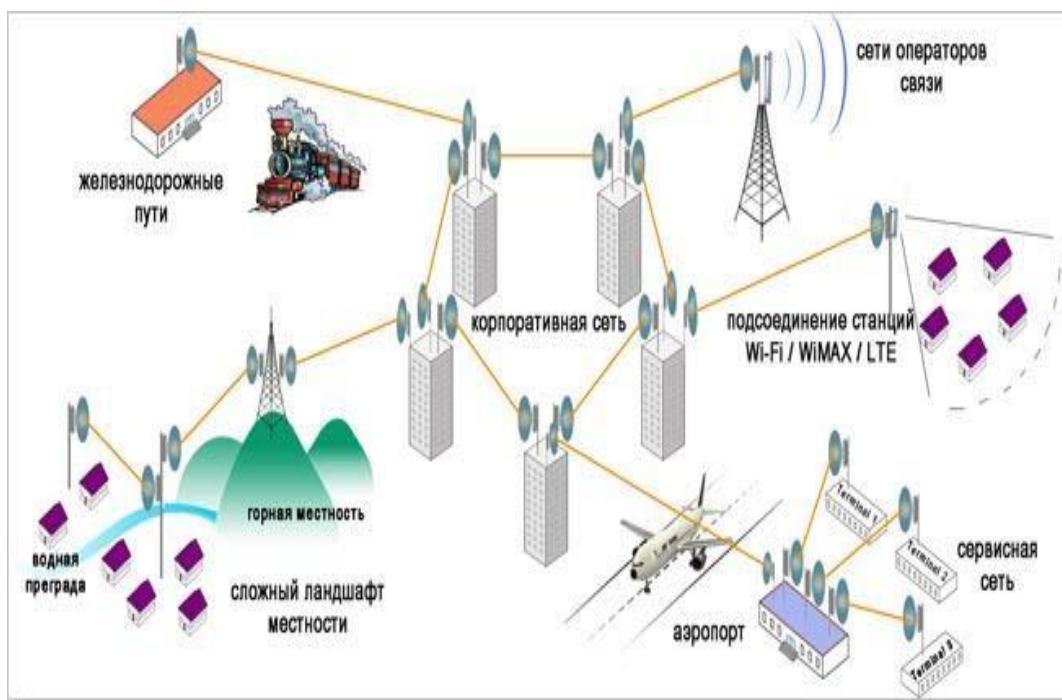 сети операторов
связи
железнодорожные
пути
корпоративная сеть
подсоединение станций
Wi-Fi / WiMAX / LTE
горная местность
водная
преграда
сложный ландшафт
местности
Terminal 1
Terminal 2
сервисная
сеть
аэропорт
Terminal 3